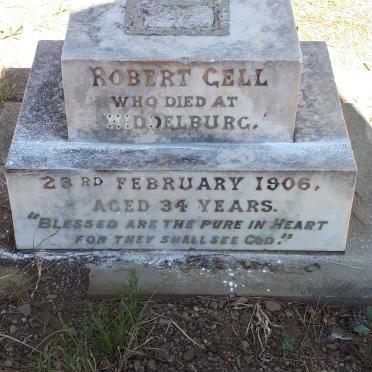 ROBERT GELL
WHO DIED AT
MIDDELBURG,
23RD FEBRUARY 1906,
AGED 34 YEARS.
"BLESSED ARE THE PURE IN HEART
FOR THEY SHALL SEE GOD."